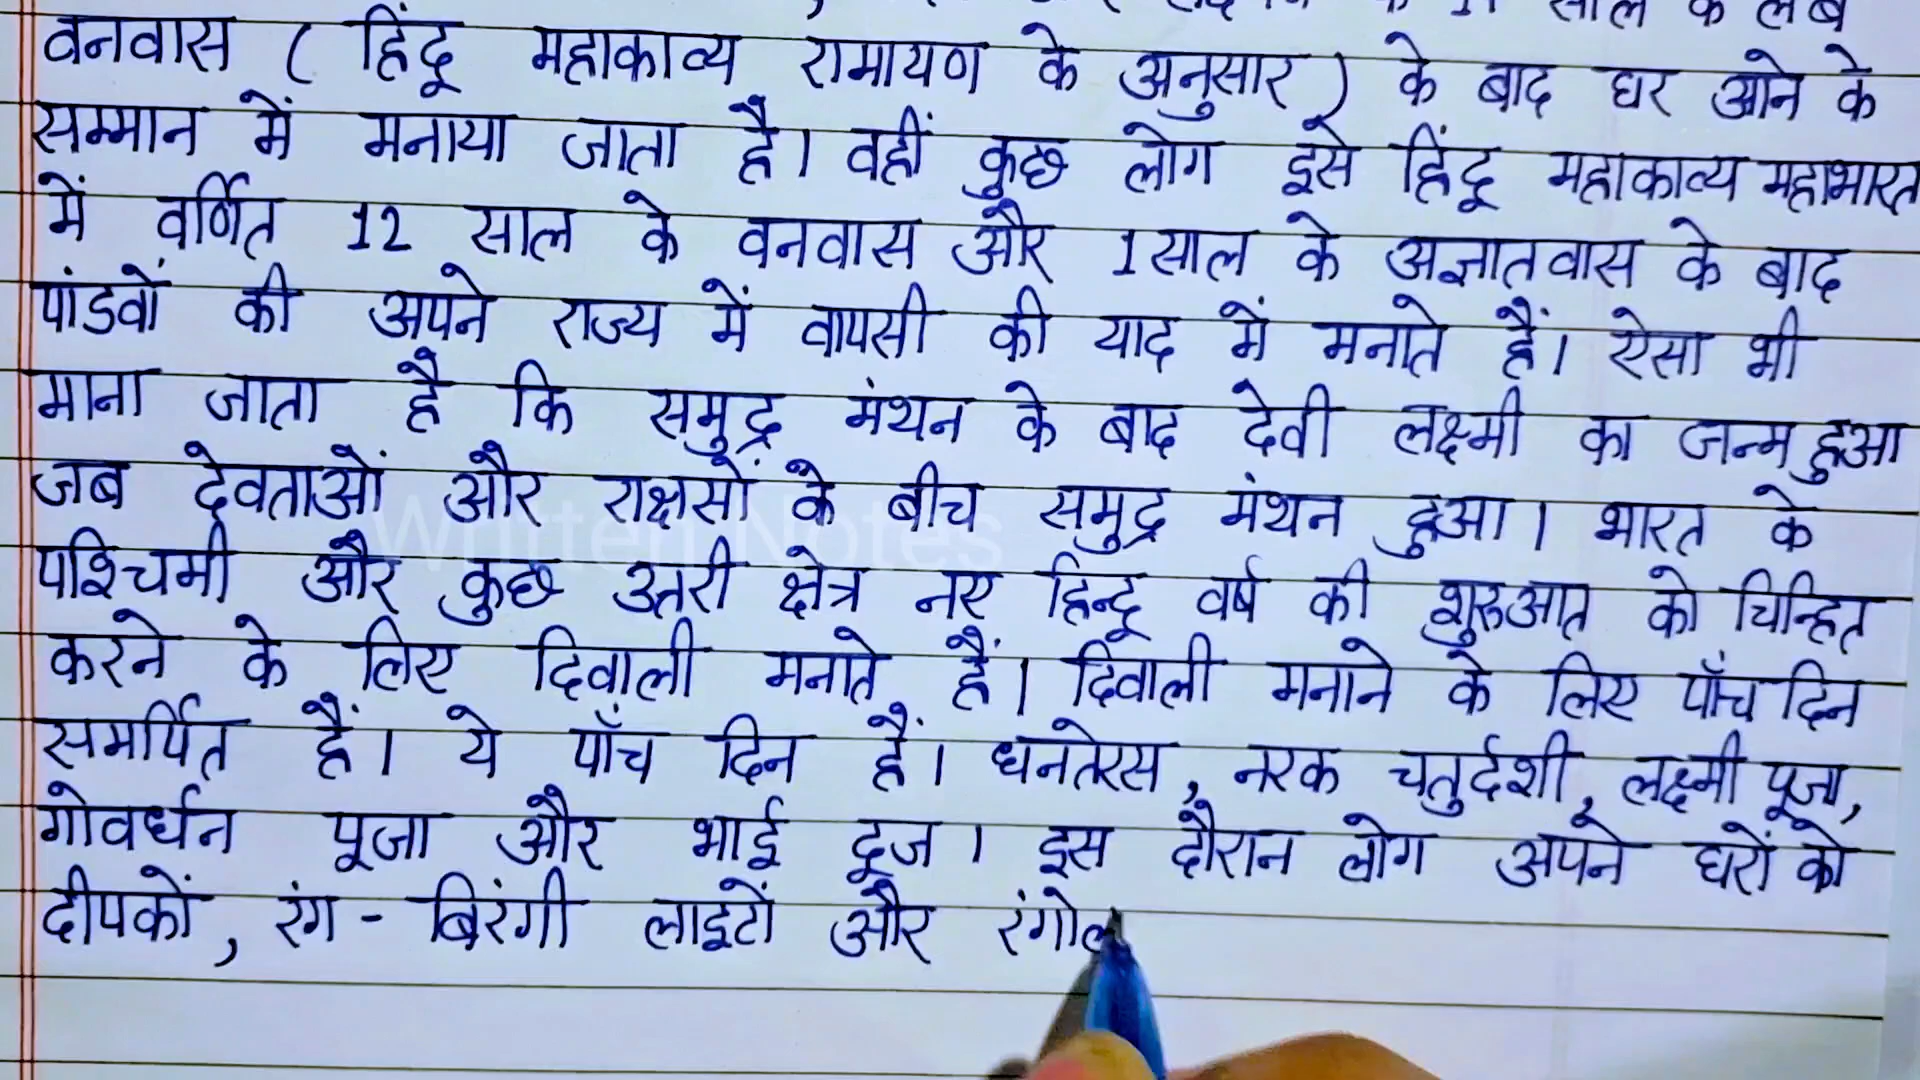 साल के लंबे
वनवास ( हिंदू महाकाव्य रामायण के अनुसार ) के बाद घर आने के
सम्मान में मनाया जाता है। वहीं कुछ लोग इसे हिंदू महाकाव्य महाभारत
में वर्णित 12 साल के वनवास और 1 साल के अज्ञातवास के बाद
पांडवों की अपने राज्य में वापसी की याद में मनाते हैं। ऐसा भी
माना जाता है कि समुद्र मंथन के बाद देवी लक्ष्मी का जन्म हुआ
जब देवताओं और राक्षसों के बीच समुद्र मंथन हुआ। भारत के
Written Notes
पश्चिमी और कुछ उतरी क्षेत्र नए हिन्दू वर्ष की शुरुआत को चिन्हित
करने के लिए दिवाली मनाते हैं। दिवाली मनाने के लिए पाँच दिन
समर्पित हैं। ये पाँच दिन हैं। धनतेरस, नरक चतुर्दशी, लक्ष्मी पूजा,
गोवर्धन पूजा और भाई दूज। इस दौरान लोग अपने घरों को
दीपकों, रंग - बिरंगी लाइटों और